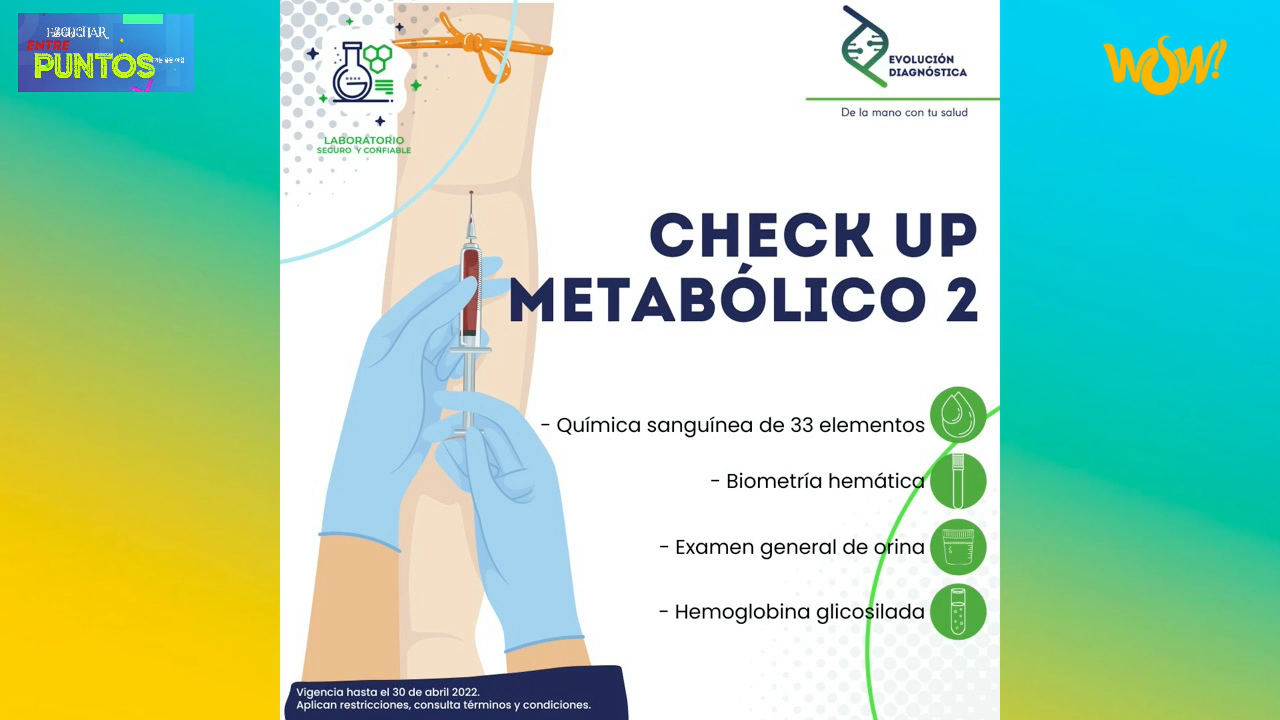 ENTRE
PUNTOS
WOW!
LABORATORIO
SEGURO Y CONFIABLE
EVOLUCIÓN
DIAGNÓSTICA
De la mano con tu salud
CHECK UP
METABÓLICO 2
- Química sanguínea de 33 elementos
- Biometría hemática
- Examen general de orina
- Hemoglobina glicosilada
Vigencia hasta el 30 de abril 2022.
Aplican restricciones, consulta términos y condiciones.